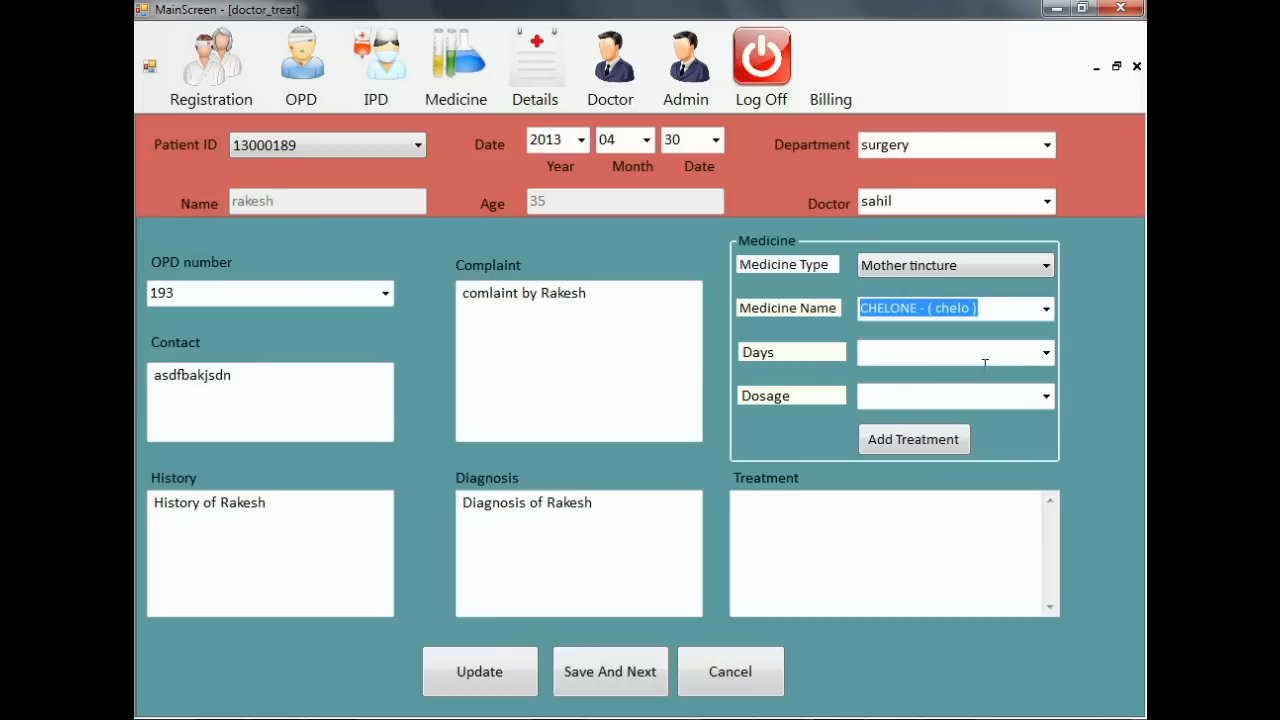 MainScreen - [doctor_treat]
Registration OPD IPD Medicine Details Doctor Admin Log Off Billing
Patient ID 13000189 Date 2013 04 30 Department surgery
Year Month Date
Name rakesh Age 35 Doctor sahil
Medicine
OPD number Complaint Medicine Type Mother tincture
193 comlaint by Rakesh Medicine Name CHELONE - ( chelo )
Contact Days
asdfbakjsdn Dosage
Add Treatment
History Diagnosis Treatment
History of Rakesh Diagnosis of Rakesh
Update Save And Next Cancel